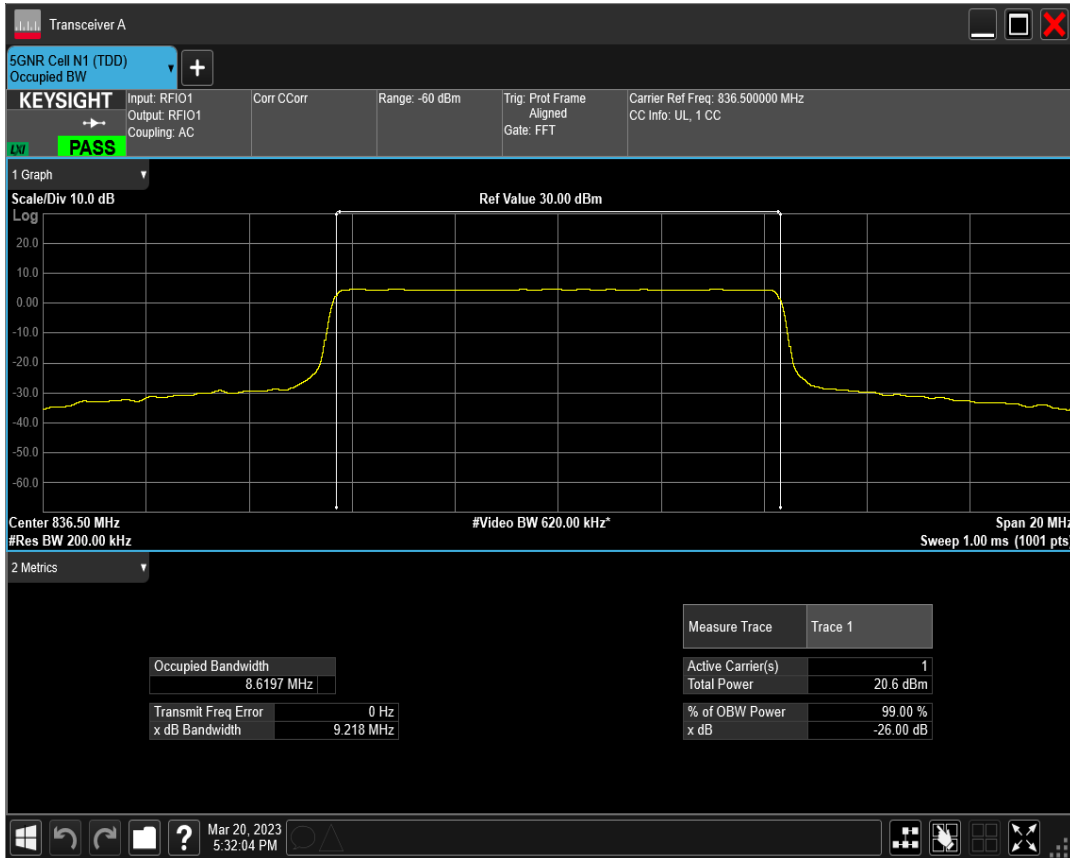 Transceiver A
5GNR Cell N1 (TDD)
Occupied BW
+
KEYSIGHT
LXI
PASS
Input: RFIO1
Output: RFIO1
Coupling: AC
Corr CCorr
Range: -60 dBm
Trig: Prot Frame
Aligned
Gate: FFT
Carrier Ref Freq: 836.500000 MHz
CC Info: UL, 1 CC
1 Graph
Scale/Div 10.0 dB
Ref Value 30.00 dBm
Log
20.0
10.0
0.00
-10.0
-20.0
-30.0
-40.0
-50.0
-60.0
Center 836.50 MHz
#Video BW 620.00 kHz*
Span 20 MHz
#Res BW 200.00 kHz
Sweep 1.00 ms (1001 pts)
2 Metrics
Measure Trace Trace 1
Occupied Bandwidth
8.6197 MHz
Active Carrier(s) 1
Total Power 20.6 dBm
Transmit Freq Error 0 Hz
x dB Bandwidth 9.218 MHz
% of OBW Power 99.00 %
x dB -26.00 dB
?
Mar 20, 2023
5:32:04 PM